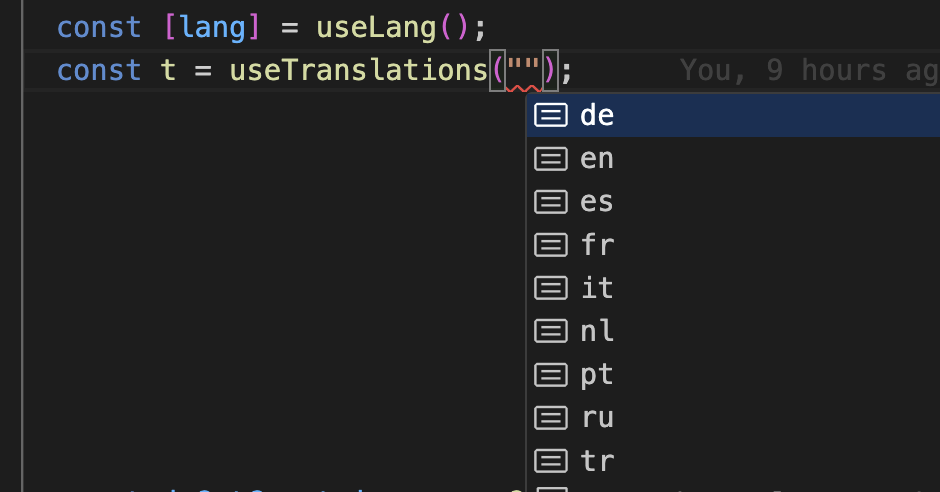 const [lang] = useLang();
const t = useTranslations(""); You, 9 hours ag
de
en
es
fr
it
nl
pt
ru
tr